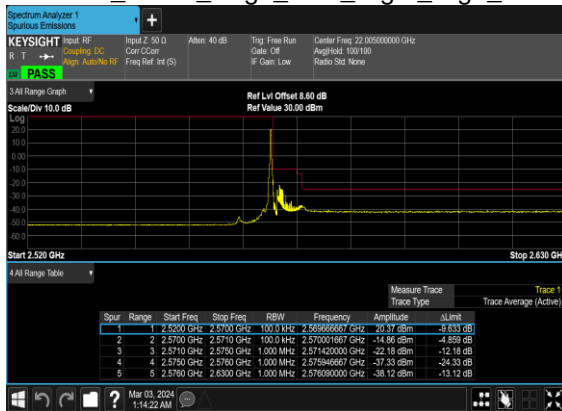 Spectrum Analyzer 1
Spurious Emissions
KEYSIGHT Input: RF Input Z: 50 Ω Atten: 40 dB Trig: Free Run Center Freq: 22.005000000 GHz
R T Coupling: DC Corr CCorr Gate: Off Avg|Hold: 100/100
Align: Auto/No RF Freq Ref: Int (S) IF Gain: Low Radio Std: None
PASS
3 All Range Graph
Ref Lvl Offset 8.60 dB
Scale/Div 10.0 dB Ref Value 30.00 dBm
Log
20.0
10.0
0.00
-10.0
-20.0
-30.0
-40.0
-50.0
-60.0
Start 2.520 GHz Stop 2.630 GHz
4 All Range Table
Measure Trace Trace 1
Trace Type Trace Average (Active)
Spur Range Start Freq Stop Freq RBW Frequency Amplitude ΔLimit
1 1 2.5200 GHz 2.5700 GHz 100.0 kHz 2.569666667 GHz 20.37 dBm -9.633 dB
2 2 2.5700 GHz 2.5710 GHz 100.0 kHz 2.570001667 GHz -14.86 dBm -4.859 dB
3 3 2.5710 GHz 2.5750 GHz 1.000 MHz 2.571420000 GHz -22.18 dBm -12.18 dB
4 4 2.5750 GHz 2.5760 GHz 1.000 MHz 2.575946667 GHz -37.33 dBm -24.33 dB
5 5 2.5760 GHz 2.6300 GHz 1.000 MHz 2.576090000 GHz -38.12 dBm -13.12 dB
Mar 03, 2024
1:14:22 AM